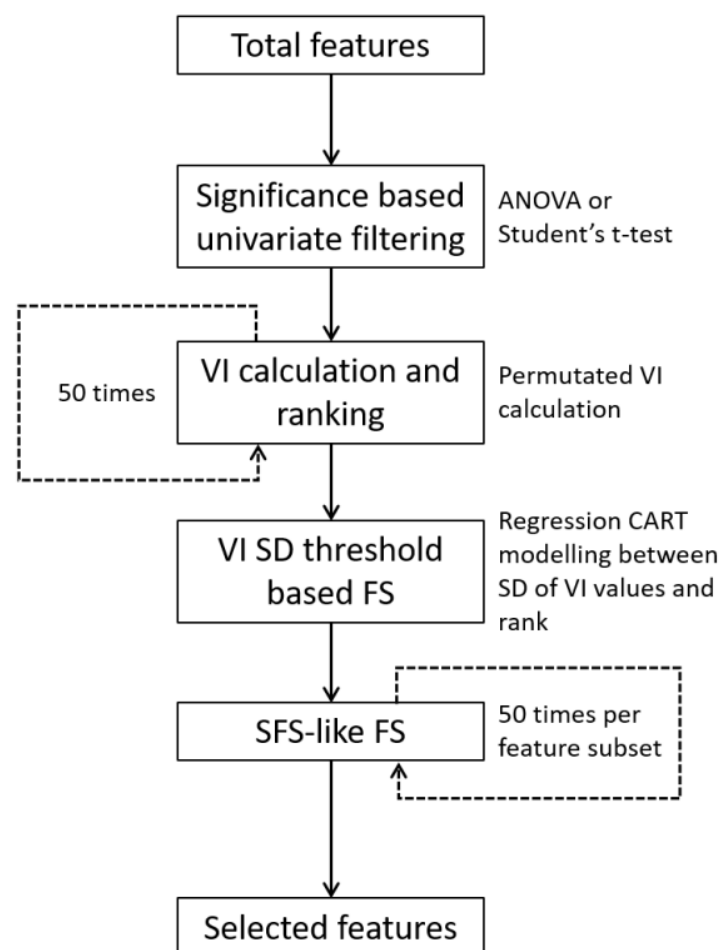 Total features
Significance based
univariate filtering
ANOVA or
Student’s t-test
50 times
VI calculation and
ranking
Permutated VI
calculation
VI SD threshold
based FS
Regression CART
modelling between
SD of VI values and
rank
SFS-like FS
50 times per
feature subset
Selected features